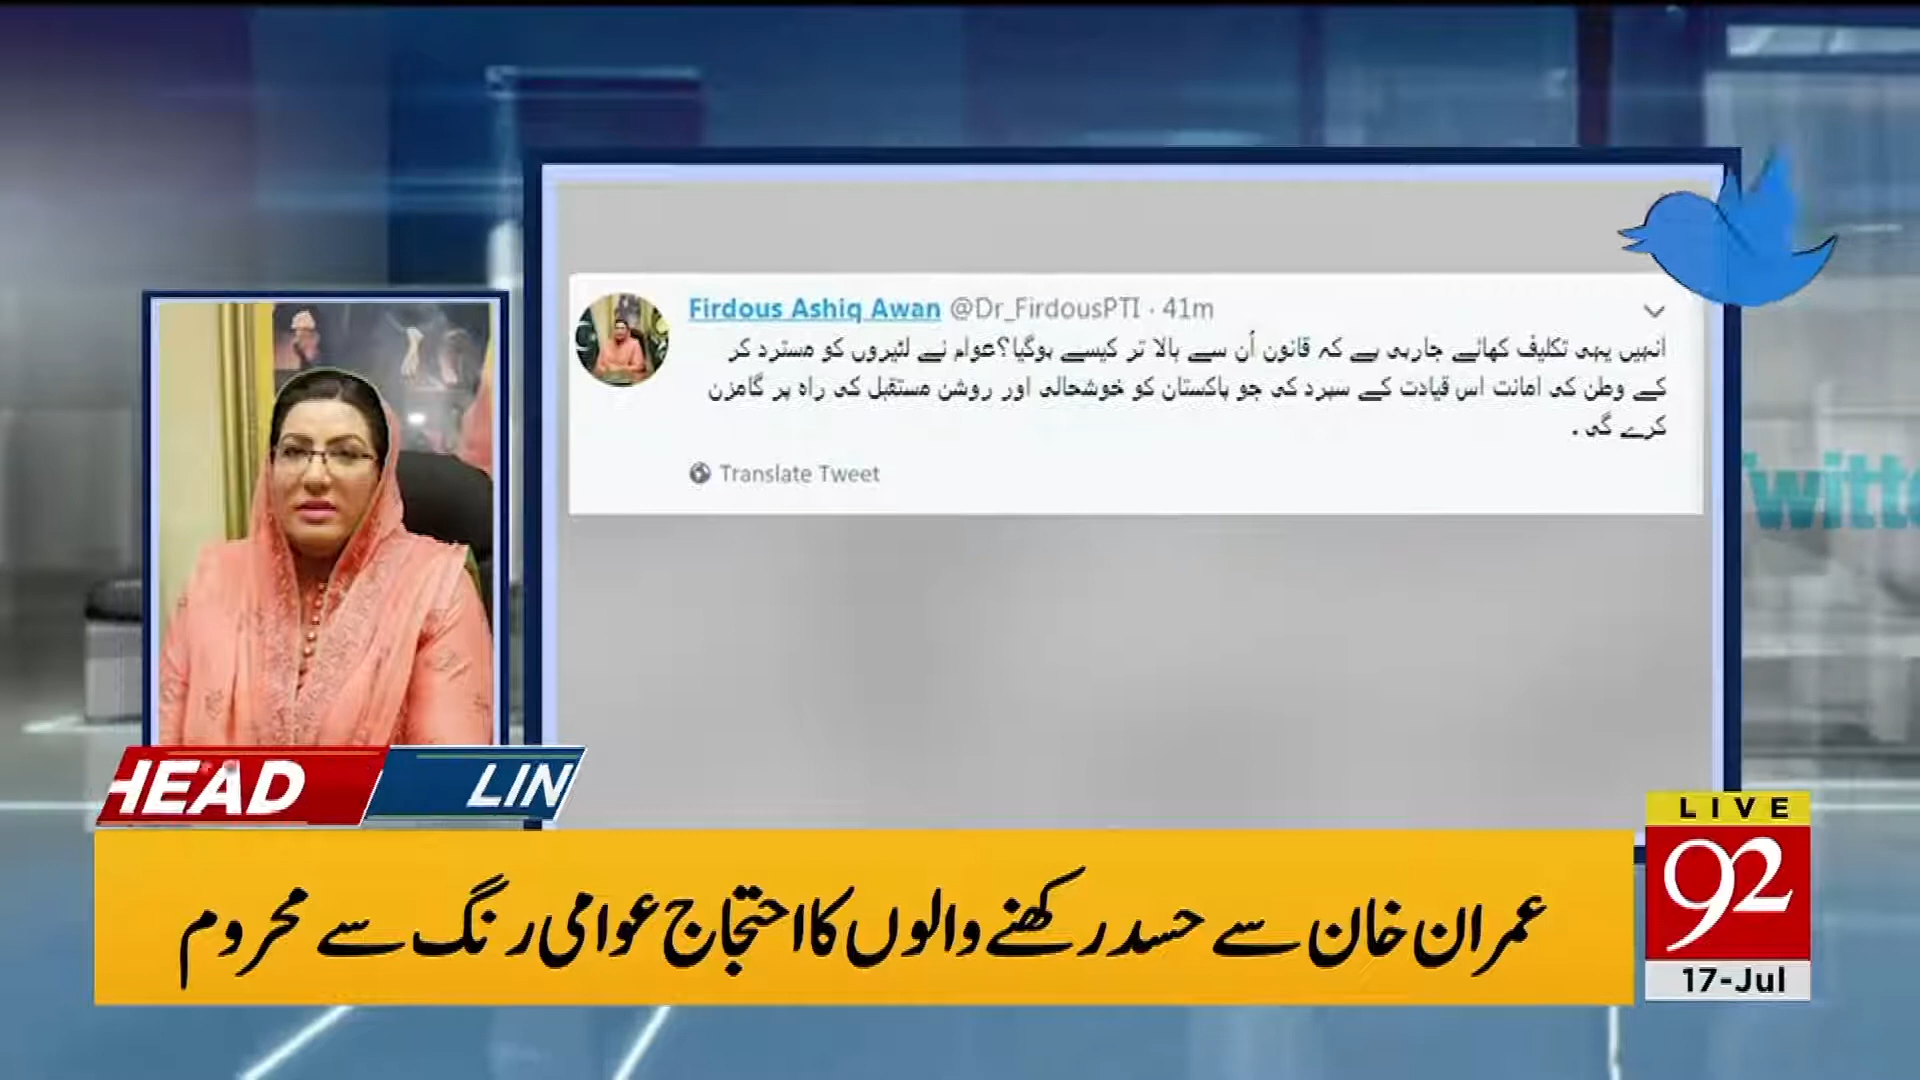 Firdous Ashiq Awan @Dr_FirdousPTI · 41m
انہیں یہی تکلیف کھائے جارہی ہے کہ قانون اُن سے بالا تر کیسے ہوگیا؟عوام نے لٹیروں کو مسترد کر
کے وطن کی امانت اس قیادت کے سپرد کی جو پاکستان کو خوشحالی اور روشن مستقبل کی راہ پر گامزن
کرے گی .
Translate Tweet
witte
HEAD LIN
عمران خان سے حسد رکھنے والوں کا احتجاج عوامی رنگ سے محروم
LIVE
92
17-Jul